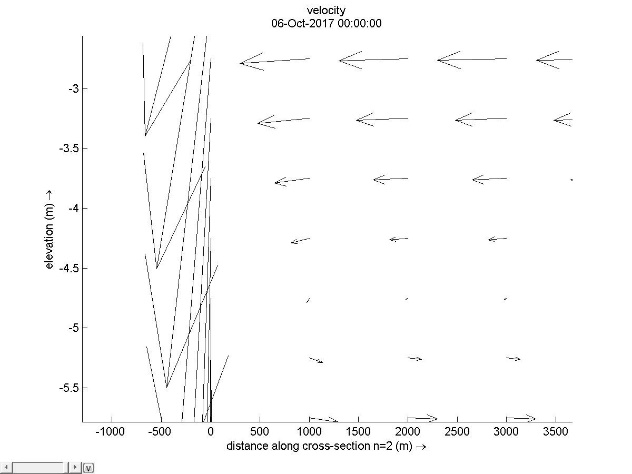 velocity
06-Oct-2017 00:00:00
-3
-3.5
-4
-4.5
-5
-5.5
elevation (m) →
-1000 -500 0 500 1000 1500 2000 2500 3000 3500
distance along cross-section n=2 (m) →
v